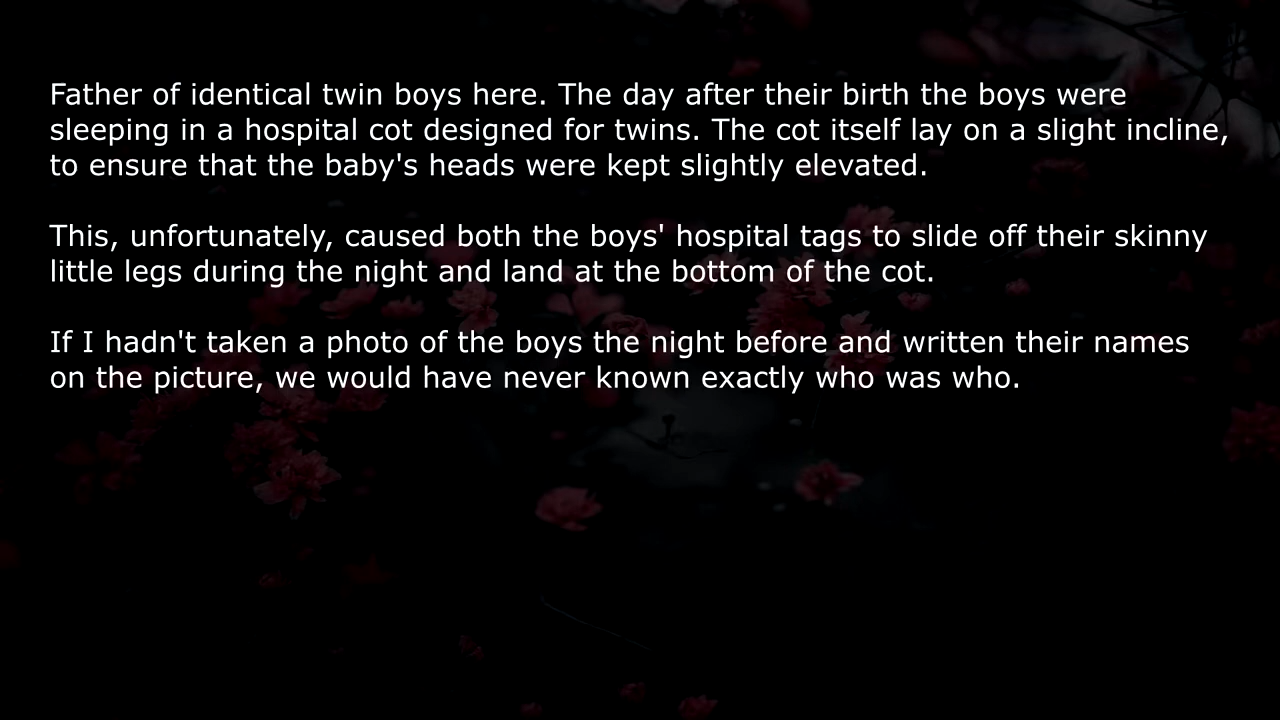 Father of identical twin boys here. The day after their birth the boys were
sleeping in a hospital cot designed for twins. The cot itself lay on a slight incline,
to ensure that the baby's heads were kept slightly elevated.
This, unfortunately, caused both the boys' hospital tags to slide off their skinny
little legs during the night and land at the bottom of the cot.
If I hadn't taken a photo of the boys the night before and written their names
on the picture, we would have never known exactly who was who.